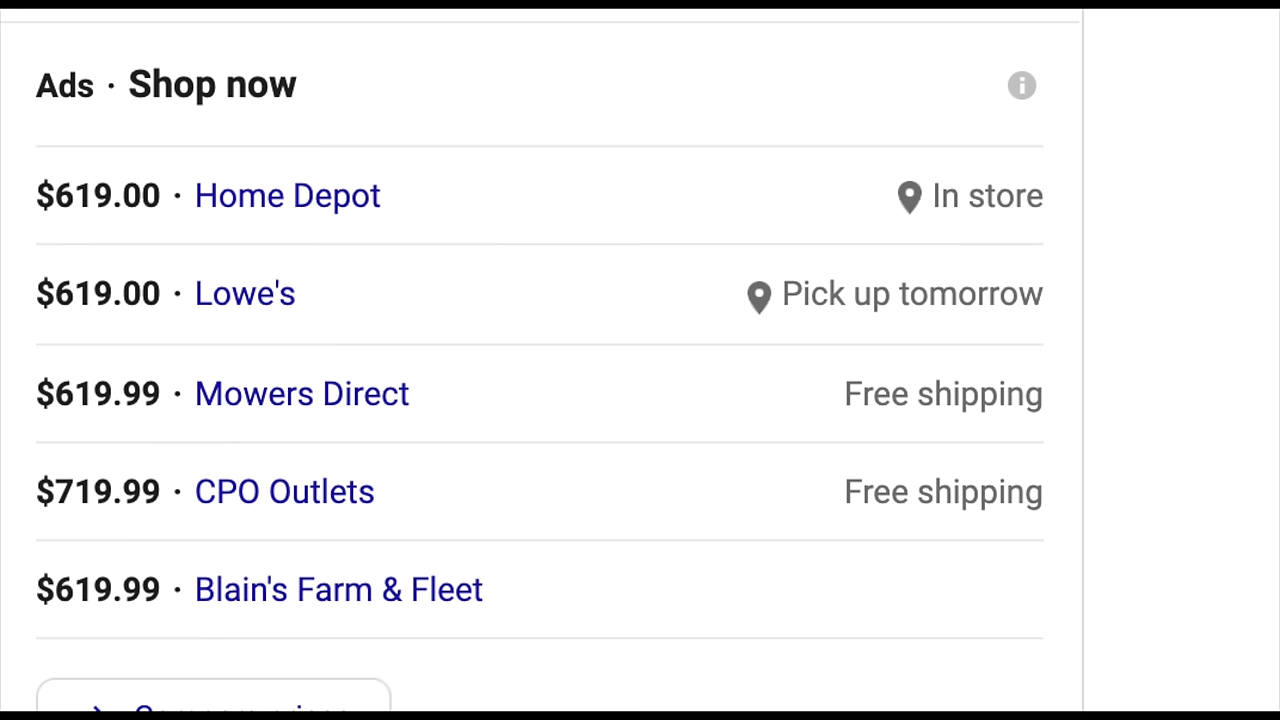 Ads · Shop now
$619.00 · Home Depot In store
$619.00 · Lowe's Pick up tomorrow
$619.99 · Mowers Direct Free shipping
$719.99 · CPO Outlets Free shipping
$619.99 · Blain's Farm & Fleet